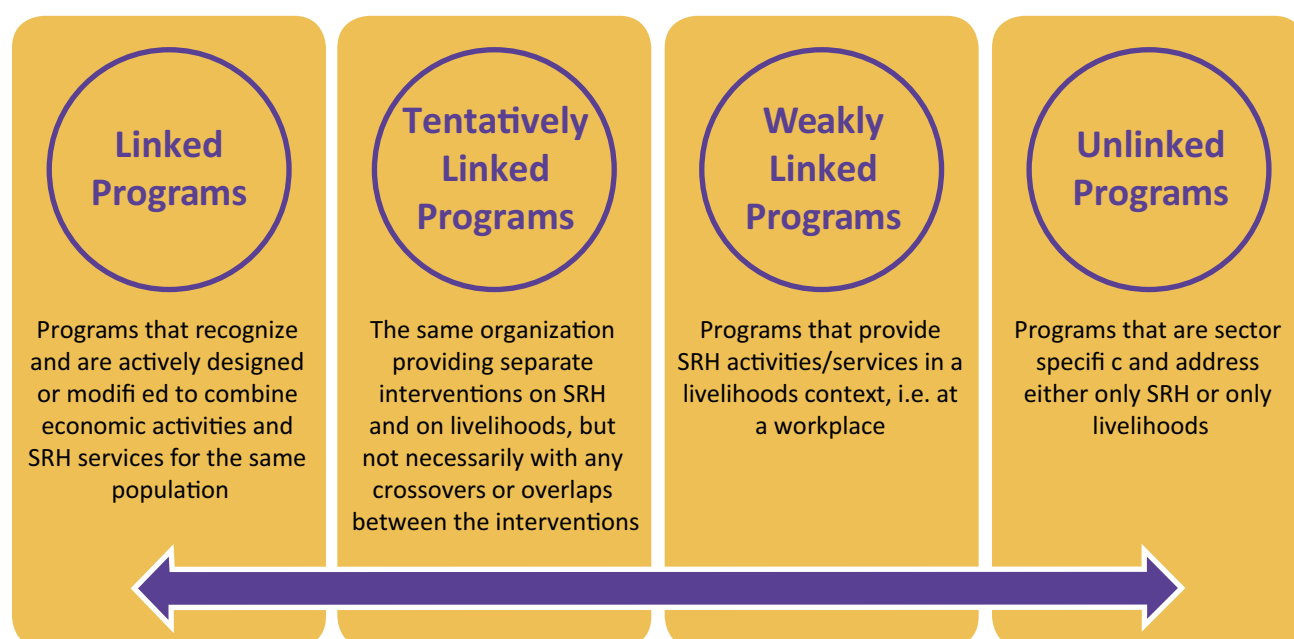 Linked
Programs
Programs that recognize
and are actively designed
or modifi ed to combine
economic activities and
SRH services for the same
population
Tentatively
Linked
Programs
The same organization
providing separate
interventions on SRH
and on livelihoods, but
not necessarily with any
crossovers or overlaps
between the interventions
Weakly
Linked
Programs
Programs that provide
SRH activities/services in a
livelihoods context, i.e. at
a workplace
Unlinked
Programs
Programs that are sector
specifi c and address
either only SRH or only
livelihoods